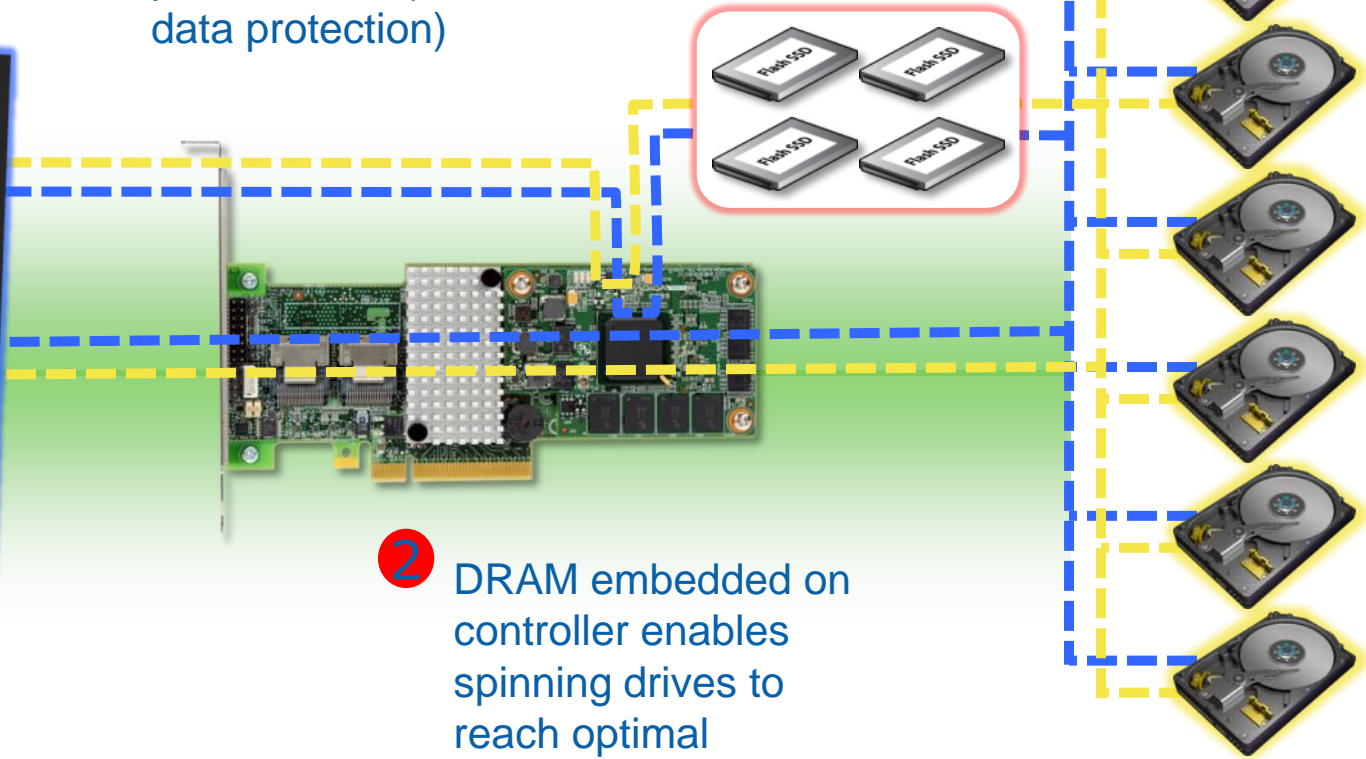 data protection)
Flash SSD
Flash SSD
Flash SSD
Flash SSD
2
DRAM embedded on
controller enables
spinning drives to
reach optimal